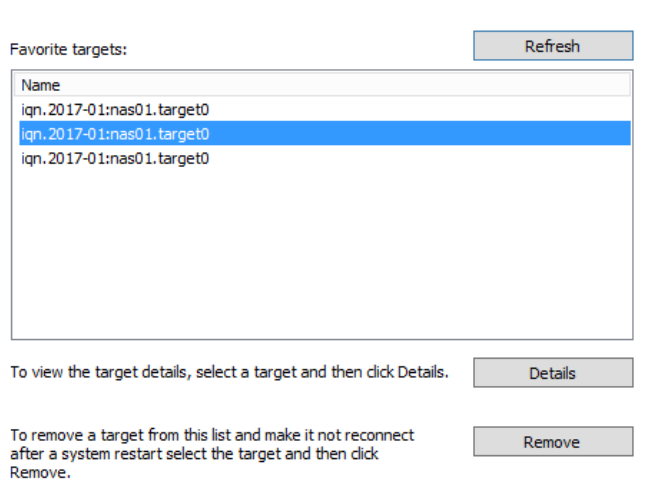 Favorite targets:
Refresh
Name
iqn.2017-01:nas01.target0
iqn.2017-01:nas01.target0
iqn.2017-01:nas01.target0
To view the target details, select a target and then click Details.
Details
To remove a target from this list and make it not reconnect
after a system restart select the target and then click
Remove.
Remove